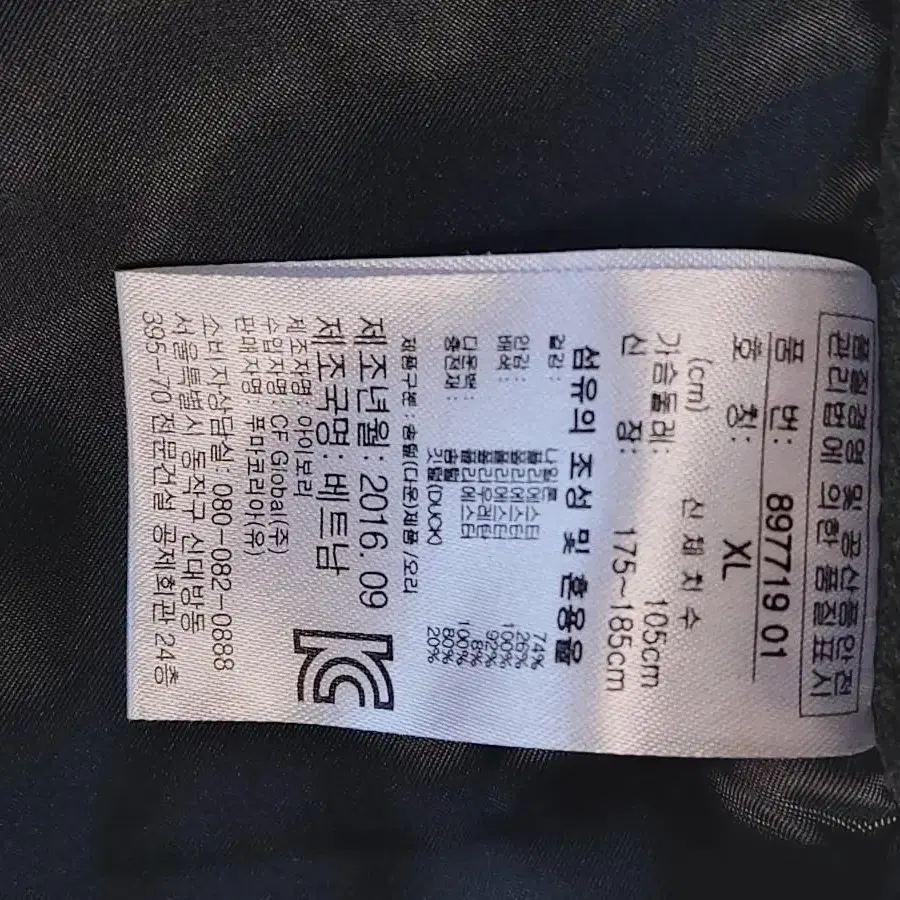 품질경영 및 공산품안전
관리법에 의한 품질표시
품 번: 897719 01
호 칭: XL
(cm) 신 체 치 수
가슴둘레: 105cm
신 장: 175~185cm
섬유의 조성 및 혼용율
겉감: 나일론 74%
폴리에스터 26%
안감: 폴리에스터 100%
배색: 폴리에스터 92%
폴리우레탄 8%
다운백: 폴리에스터 100%
충전재: 솜털 80%
깃털(DUCK) 20%
제품구분: 솜털(다운)제품/오리
제조년월: 2016. 09
제조국명: 베트남
제조자명 아이보리
수입자명 CF Global(주)
판매자명 푸마코리아(유)
소비자상담실 080-082-0888
서울특별시 동작구 신대방동
395-70 전문건설 공제회관 24층